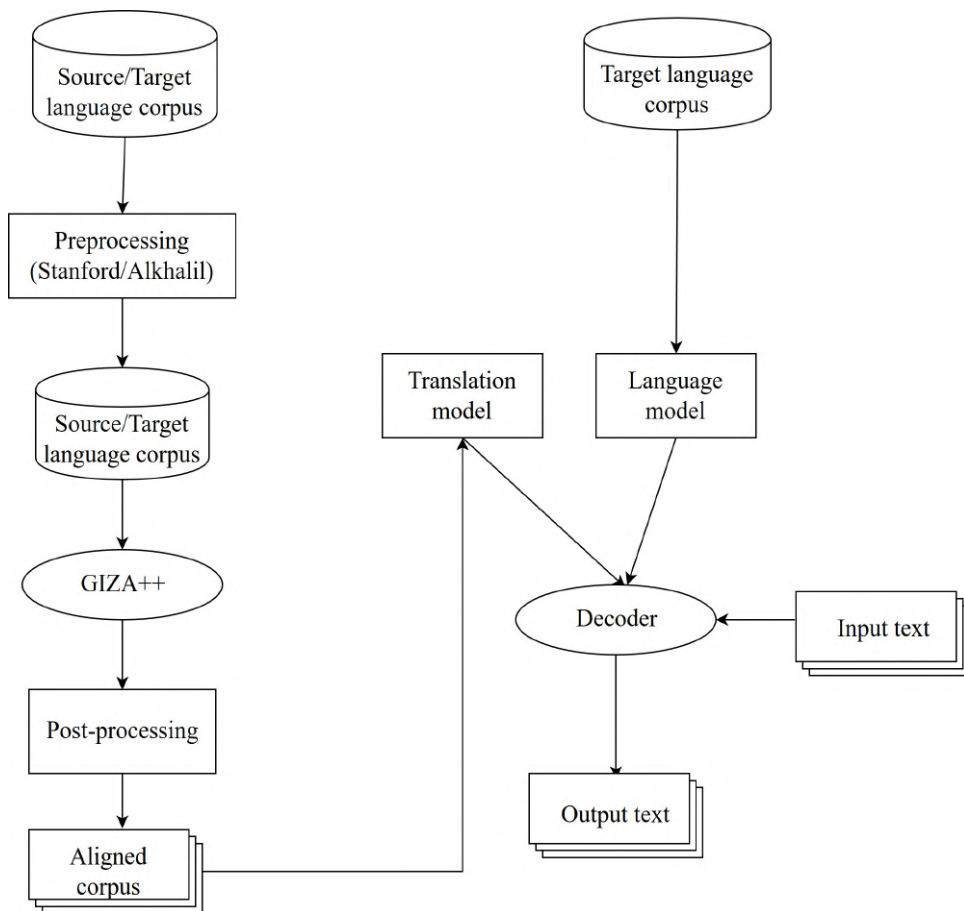 Source/Target
language corpus
Target language
corpus
Preprocessing
(Stanford/Alkhalil)
Source/Target
language corpus
Translation
model
Language
model
GIZA++
Decoder
Input text
Post-processing
Output text
Aligned
corpus